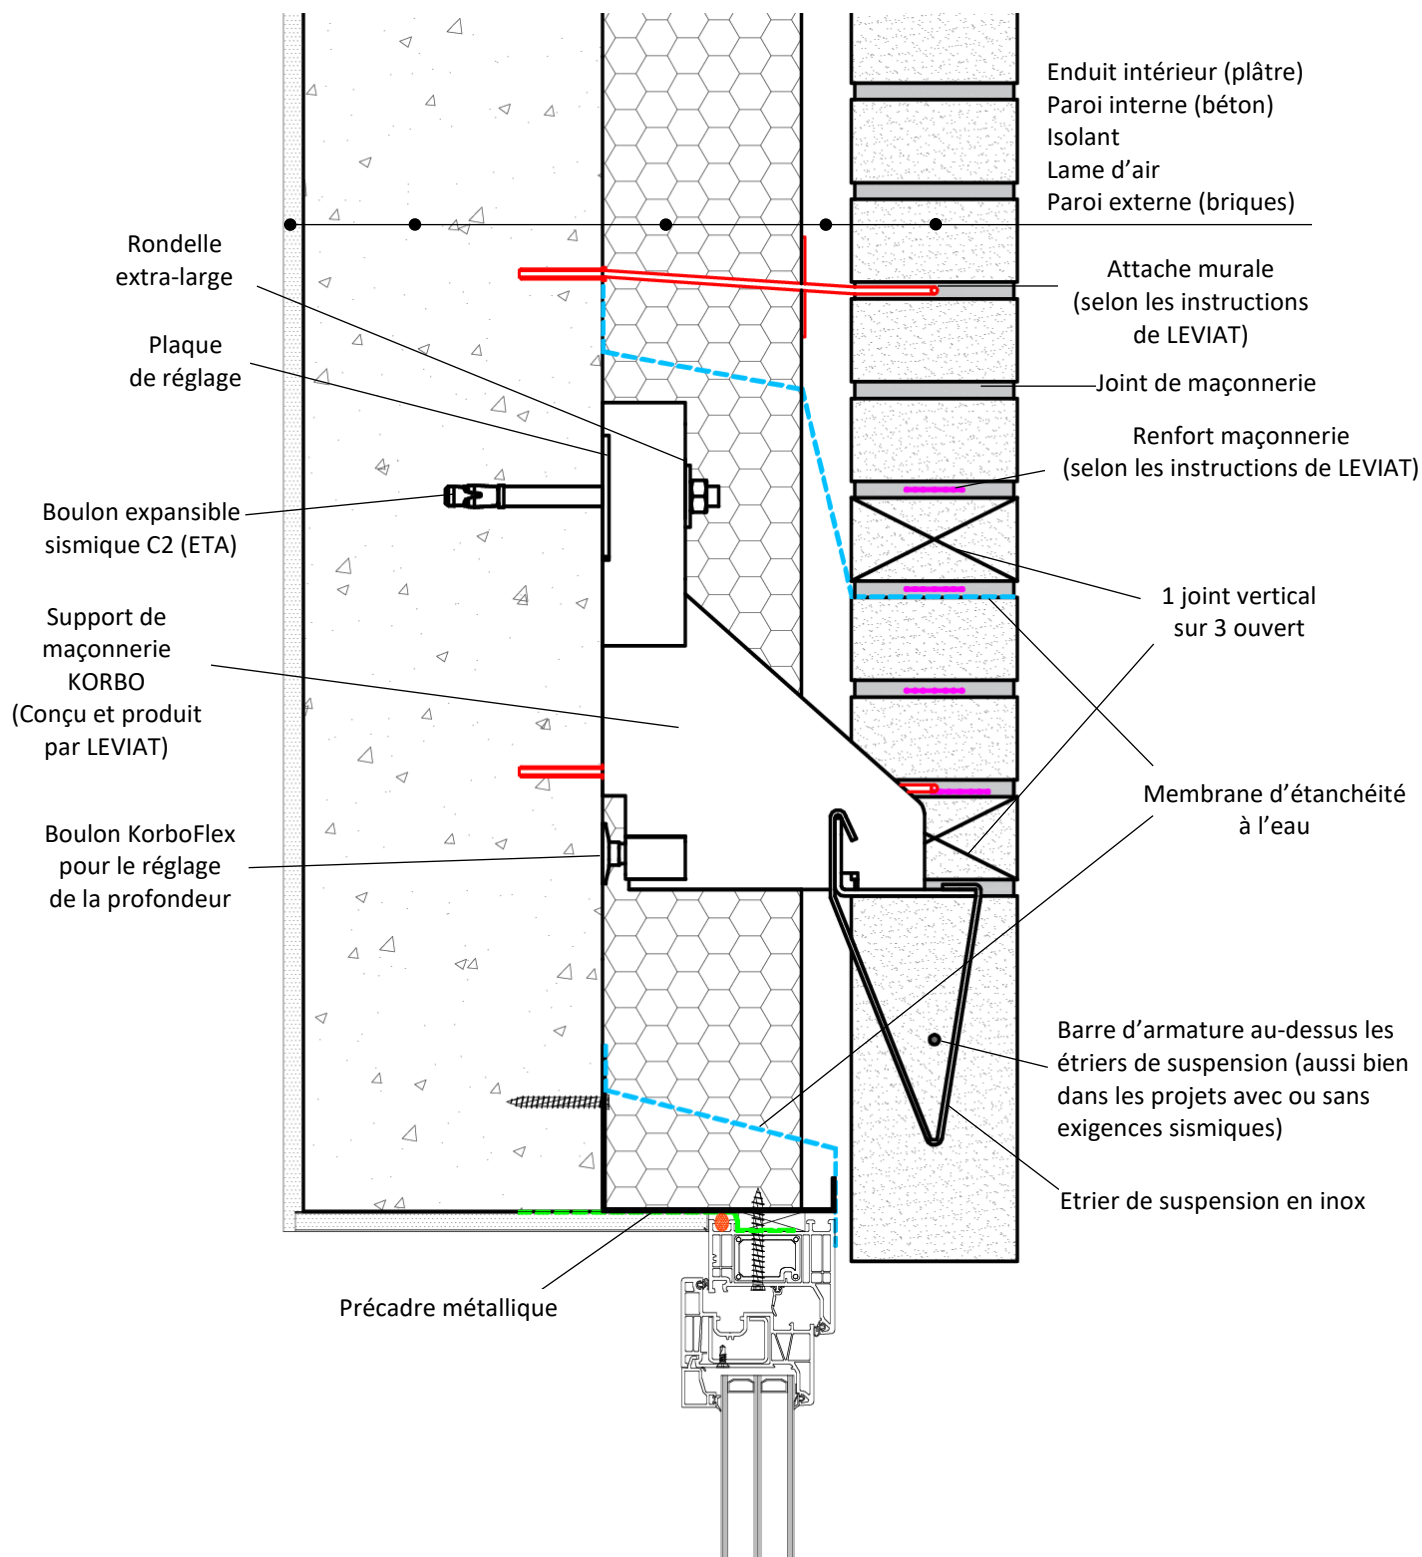 Enduit intérieur (plâtre)
Paroi interne (béton)
Isolant
Lame d’air
Paroi externe (briques)
Rondelle
extra-large
Plaque
de réglage
Boulon expansible
sismique C2 (ETA)
Support de
maçonnerie
KORBO
(Conçu et produit
par LEVIAT)
Boulon KorboFlex
pour le réglage
de la profondeur
Attache murale
(selon les instructions
de LEVIAT)
Joint de maçonnerie
Renfort maçonnerie
(selon les instructions de LEVIAT)
1 joint vertical
sur 3 ouvert
Membrane d’étanchéité
à l’eau
Barre d’armature au-dessus les
étriers de suspension (aussi bien
dans les projets avec ou sans
exigences sismiques)
Etrier de suspension en inox
Précadre métallique